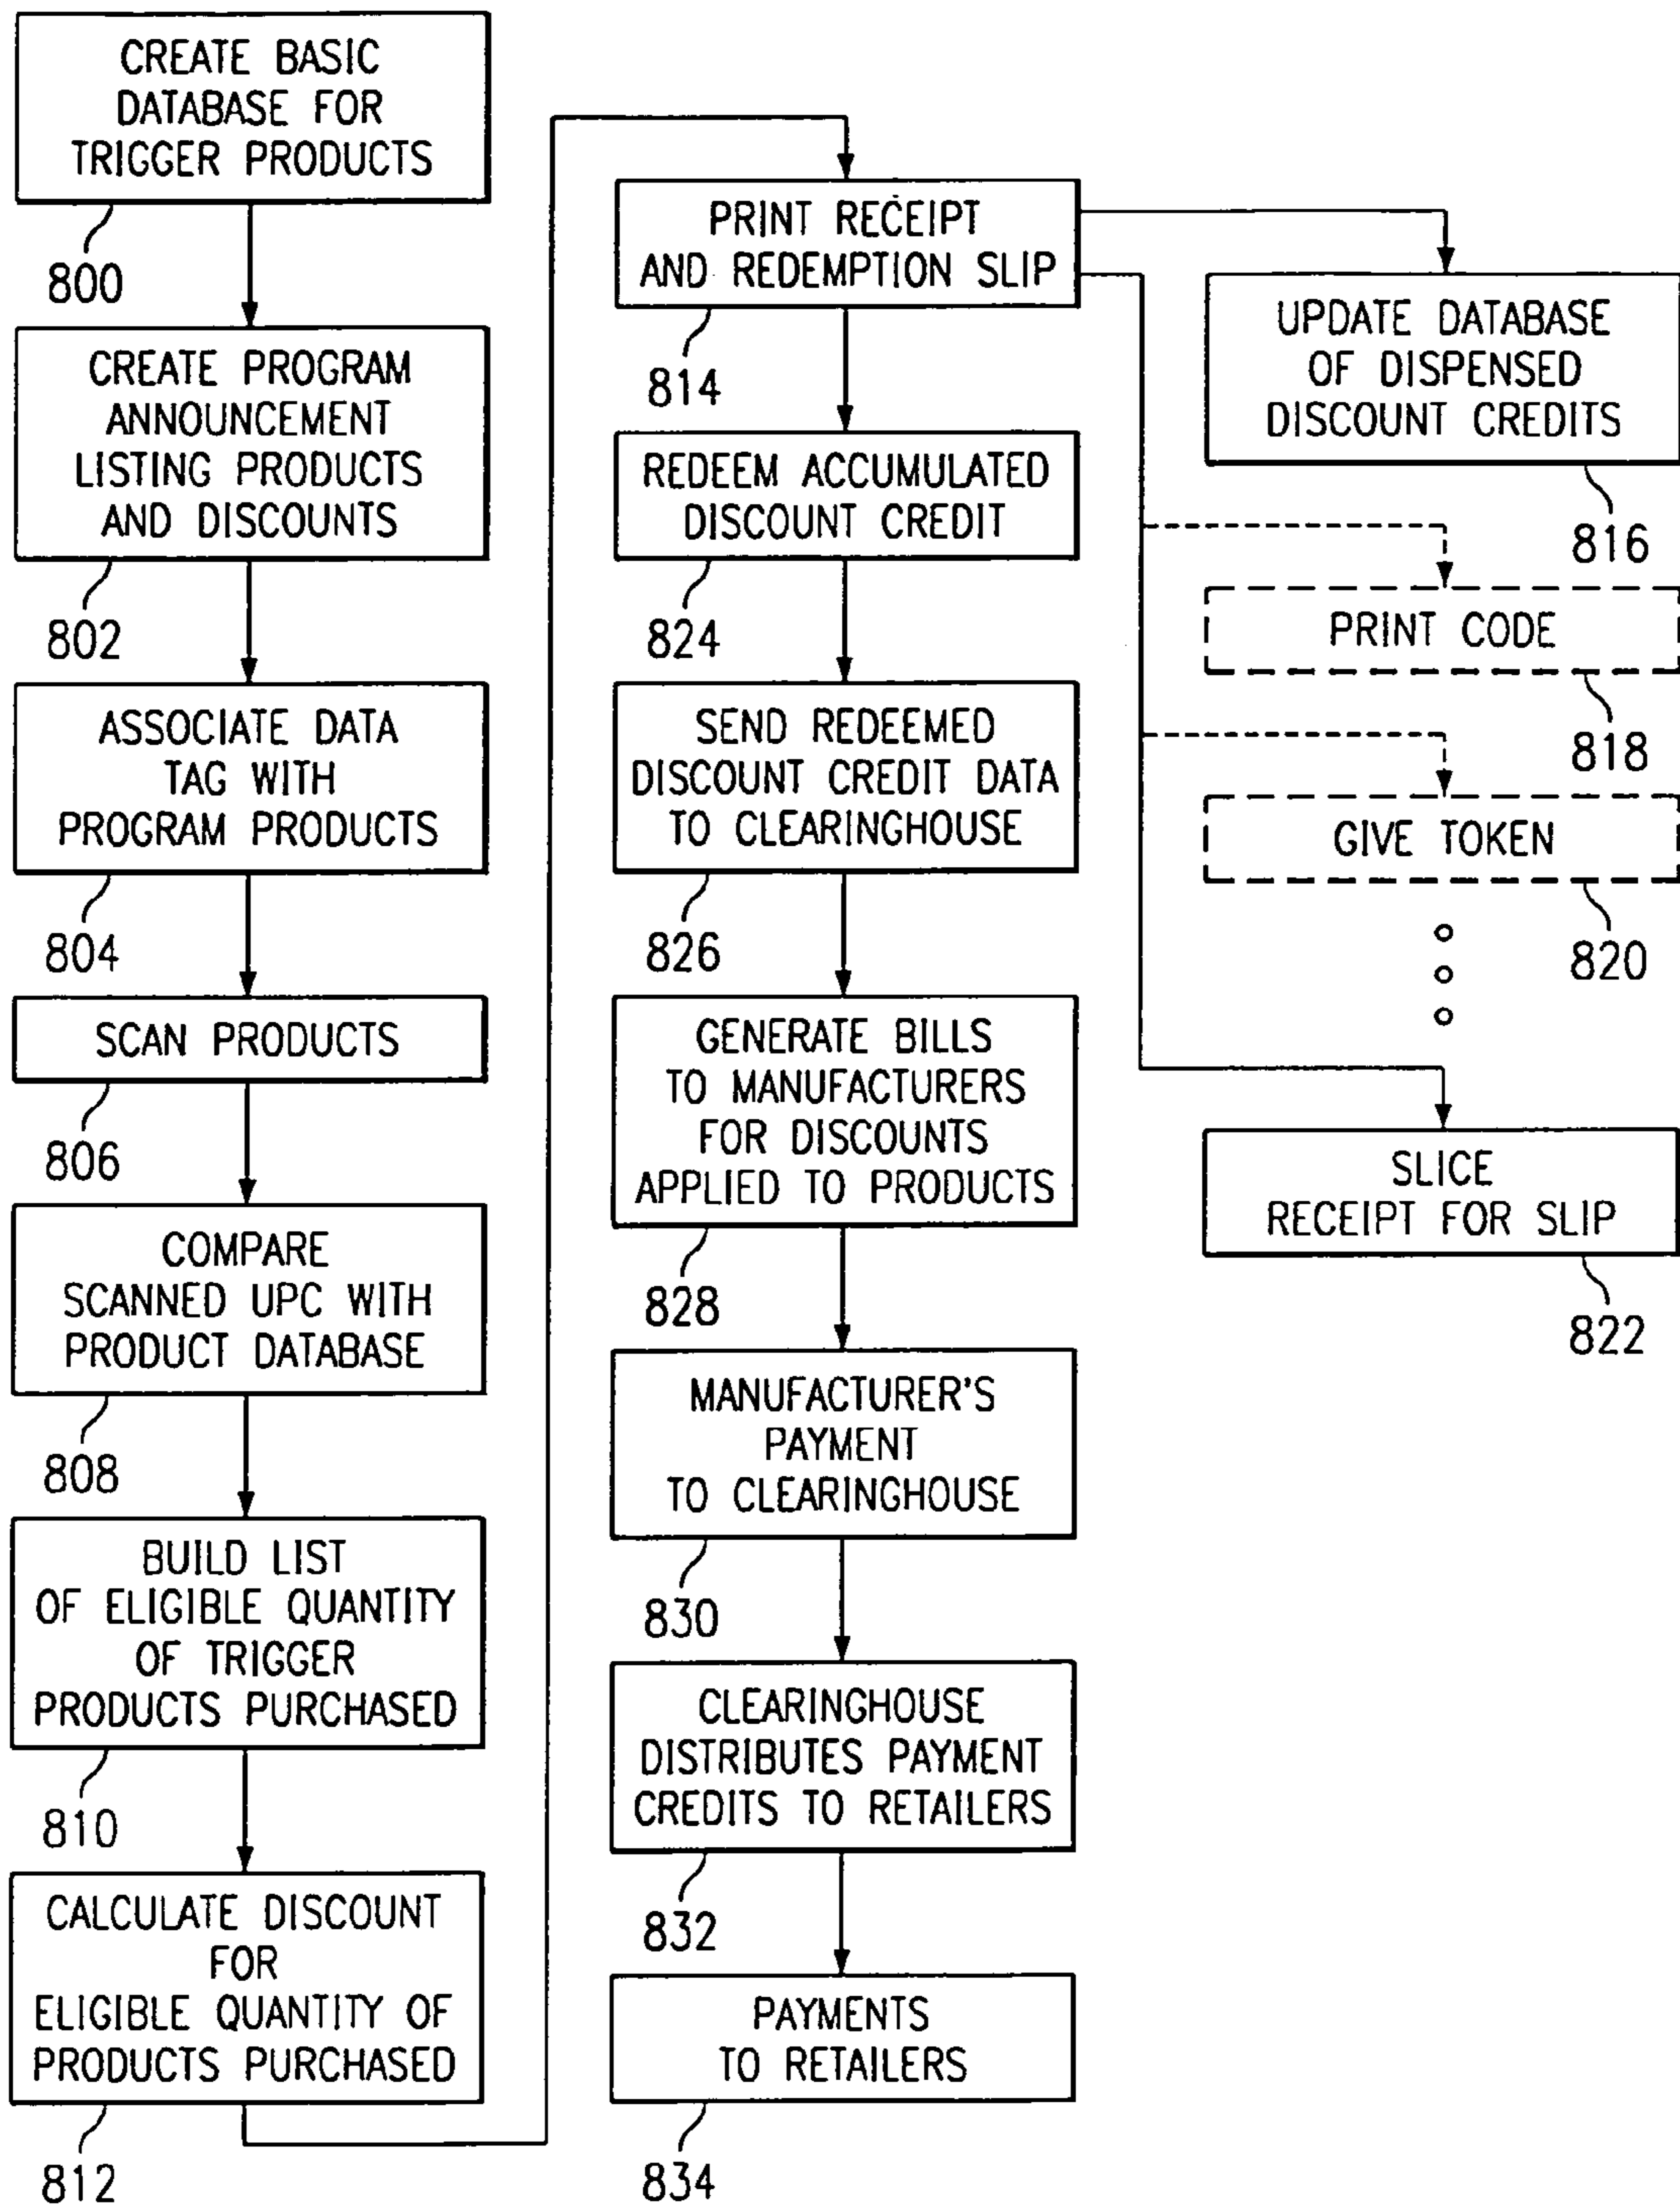 CREATE BASIC
DATABASE FOR
TRIGGER PRODUCTS
800
CREATE PROGRAM
ANNOUNCEMENT
LISTING PRODUCTS
AND DISCOUNTS
802
ASSOCIATE DATA
TAG WITH
PROGRAM PRODUCTS
804
SCAN PRODUCTS
806
COMPARE
SCANNED UPC WITH
PRODUCT DATABASE
808
BUILD LIST
OF ELIGIBLE QUANTITY
OF TRIGGER
PRODUCTS PURCHASED
810
CALCULATE DISCOUNT
FOR
ELIGIBLE QUANTITY OF
PRODUCTS PURCHASED
812
PRINT RECEIPT
AND REDEMPTION SLIP
814
REDEEM ACCUMULATED
DISCOUNT CREDIT
824
SEND REDEEMED
DISCOUNT CREDIT DATA
TO CLEARINGHOUSE
826
GENERATE BILLS
TO MANUFACTURERS
FOR DISCOUNTS
APPLIED TO PRODUCTS
828
MANUFACTURER'S
PAYMENT
TO CLEARINGHOUSE
830
CLEARINGHOUSE
DISTRIBUTES PAYMENT
CREDITS TO RETAILERS
832
PAYMENTS
TO RETAILERS
834
UPDATE DATABASE
OF DISPENSED
DISCOUNT CREDITS
816
PRINT CODE
818
GIVE TOKEN
820
SLICE
RECEIPT FOR SLIP
822